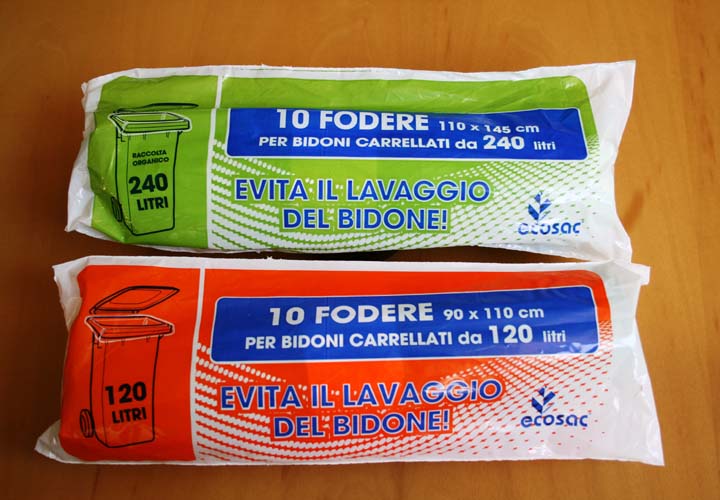 RACCOLTA
ORGANICO
240
LITRI
10 FODERE 110 x 145 cm
PER BIDONI CARRELLATI da 240 litri
EVITA IL LAVAGGIO
DEL BIDONE!
ecosac
120
LITRI
10 FODERE 90 x 110 cm
PER BIDONI CARRELLATI da 120 litri
EVITA IL LAVAGGIO
DEL BIDONE!
ecosac